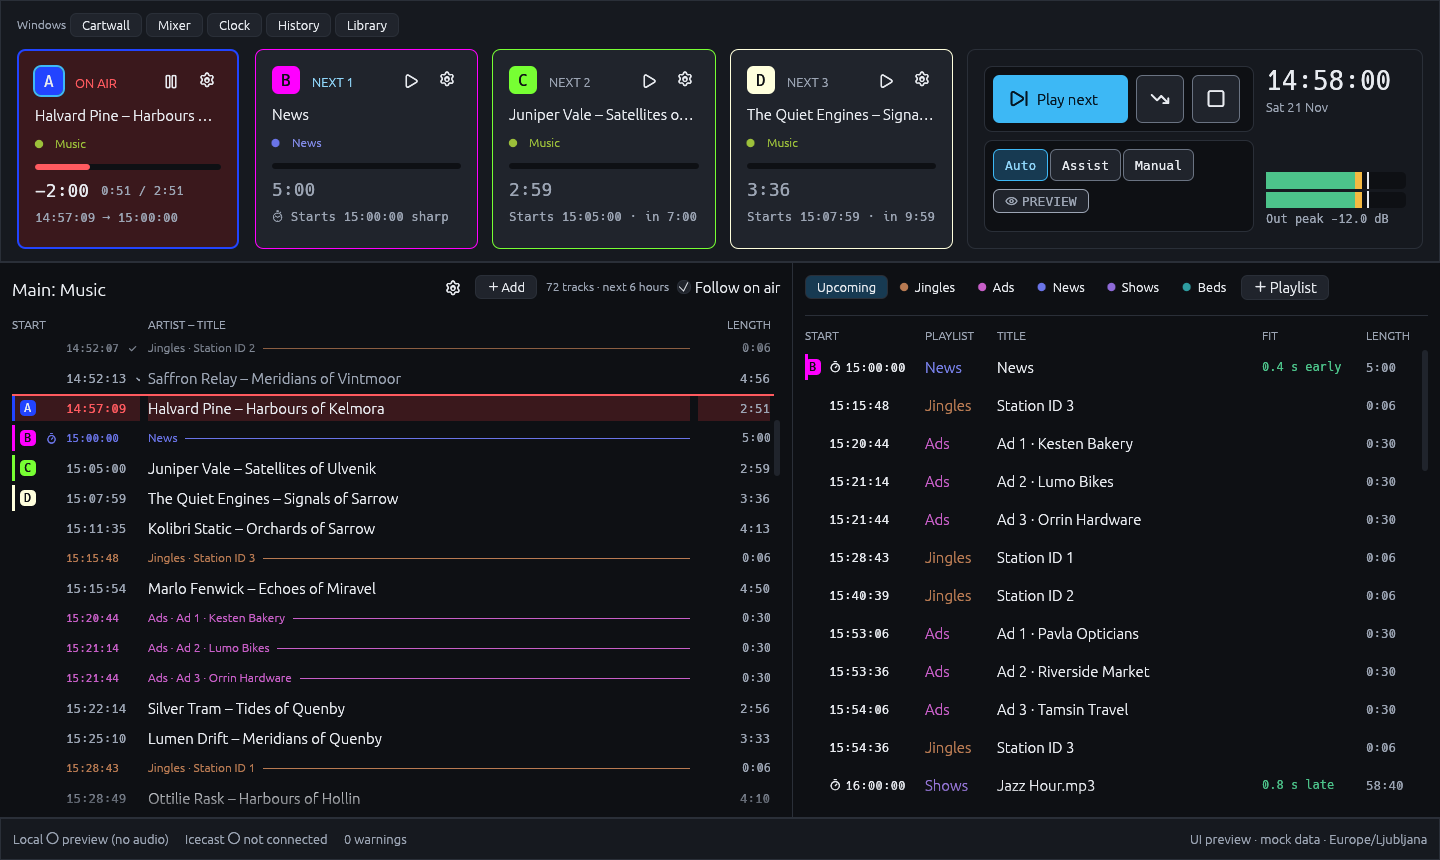 Windows Cartwall Mixer Clock History Library
A ON AIR
Halvard Pine – Harbours ...
Music
−2:00 0:51 / 2:51
14:57:09 → 15:00:00
B NEXT 1
News
News
5:00
Starts 15:00:00 sharp
C NEXT 2
Juniper Vale – Satellites o...
Music
2:59
Starts 15:05:00 · in 7:00
D NEXT 3
The Quiet Engines – Signa...
Music
3:36
Starts 15:07:59 · in 9:59
Play next
Auto Assist Manual
PREVIEW
14:58:00
Sat 21 Nov
Out peak -12.0 dB
Main: Music
+ Add 72 tracks · next 6 hours Follow on air
START ARTIST – TITLE LENGTH
14:52:07 Jingles · Station ID 2 0:06
14:52:13 Saffron Relay – Meridians of Vintmoor 4:56
A 14:57:09 Halvard Pine – Harbours of Kelmora 2:51
B 15:00:00 News 5:00
C 15:05:00 Juniper Vale – Satellites of Ulvenik 2:59
D 15:07:59 The Quiet Engines – Signals of Sarrow 3:36
15:11:35 Kolibri Static – Orchards of Sarrow 4:13
15:15:48 Jingles · Station ID 3 0:06
15:15:54 Marlo Fenwick – Echoes of Miravel 4:50
15:20:44 Ads · Ad 1 · Kesten Bakery 0:30
15:21:14 Ads · Ad 2 · Lumo Bikes 0:30
15:21:44 Ads · Ad 3 · Orrin Hardware 0:30
15:22:14 Silver Tram – Tides of Quenby 2:56
15:25:10 Lumen Drift – Meridians of Quenby 3:33
15:28:43 Jingles · Station ID 1 0:06
15:28:49 Ottilie Rask – Harbours of Hollin 4:10
Upcoming Jingles Ads News Shows Beds + Playlist
START PLAYLIST TITLE FIT LENGTH
B 15:00:00 News News 0.4 s early 5:00
15:15:48 Jingles Station ID 3 0:06
15:20:44 Ads Ad 1 · Kesten Bakery 0:30
15:21:14 Ads Ad 2 · Lumo Bikes 0:30
15:21:44 Ads Ad 3 · Orrin Hardware 0:30
15:28:43 Jingles Station ID 1 0:06
15:40:39 Jingles Station ID 2 0:06
15:53:06 Ads Ad 1 · Pavla Opticians 0:30
15:53:36 Ads Ad 2 · Riverside Market 0:30
15:54:06 Ads Ad 3 · Tamsin Travel 0:30
15:54:36 Jingles Station ID 3 0:06
16:00:00 Shows Jazz Hour.mp3 0.8 s late 58:40
Local preview (no audio) Icecast not connected 0 warnings
UI preview · mock data · Europe/Ljubljana